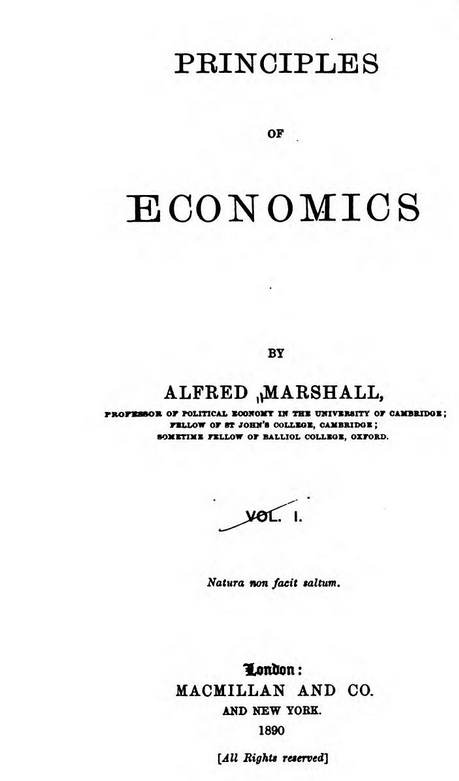 PRINCIPLES
OF
ECONOMICS
BY
ALFRED MARSHALL,
PROFESSOR OF POLITICAL ECONOMY IN THE UNIVERSITY OF CAMBRIDGE;
FELLOW OF ST JOHN'S COLLEGE, CAMBRIDGE;
SOMETIME FELLOW OF BALLIOL COLLEGE, OXFORD.
VOL. I.
Natura non facit saltum.
London:
MACMILLAN AND CO.
AND NEW YORK.
1890
[All Rights reserved]